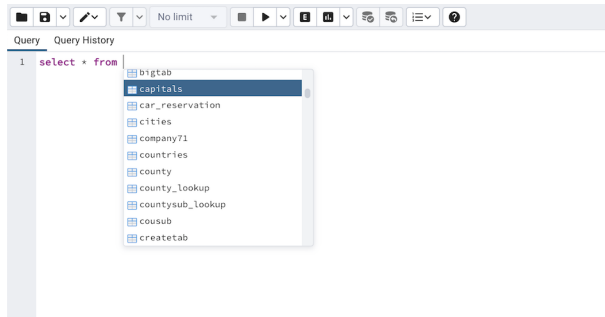 No limit
E
Query Query History
1 select * from
bigtab
capitals
car_reservation
cities
company71
countries
county
county_lookup
countysub_lookup
cousub
createtab